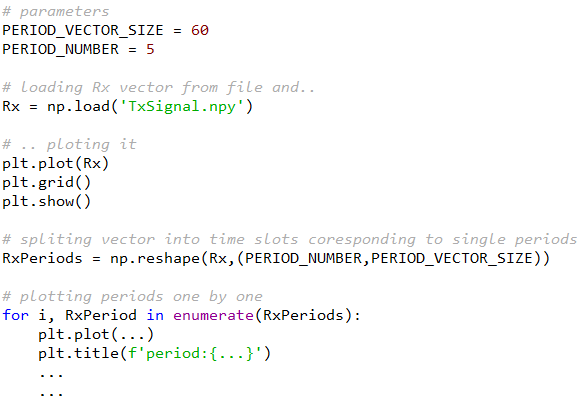 # parameters
PERIOD_VECTOR_SIZE = 60
PERIOD_NUMBER = 5
# loading Rx vector from file and..
Rx = np.load('TxSignal.npy')
# .. ploting it
plt.plot(Rx)
plt.grid()
plt.show()
# spliting vector into time slots coresponding to single periods
RxPeriods = np.reshape(Rx,(PERIOD_NUMBER,PERIOD_VECTOR_SIZE))
# plotting periods one by one
for i, RxPeriod in enumerate(RxPeriods):
    plt.plot(...)
    plt.title(f'period:{...}')
    ...
    ...